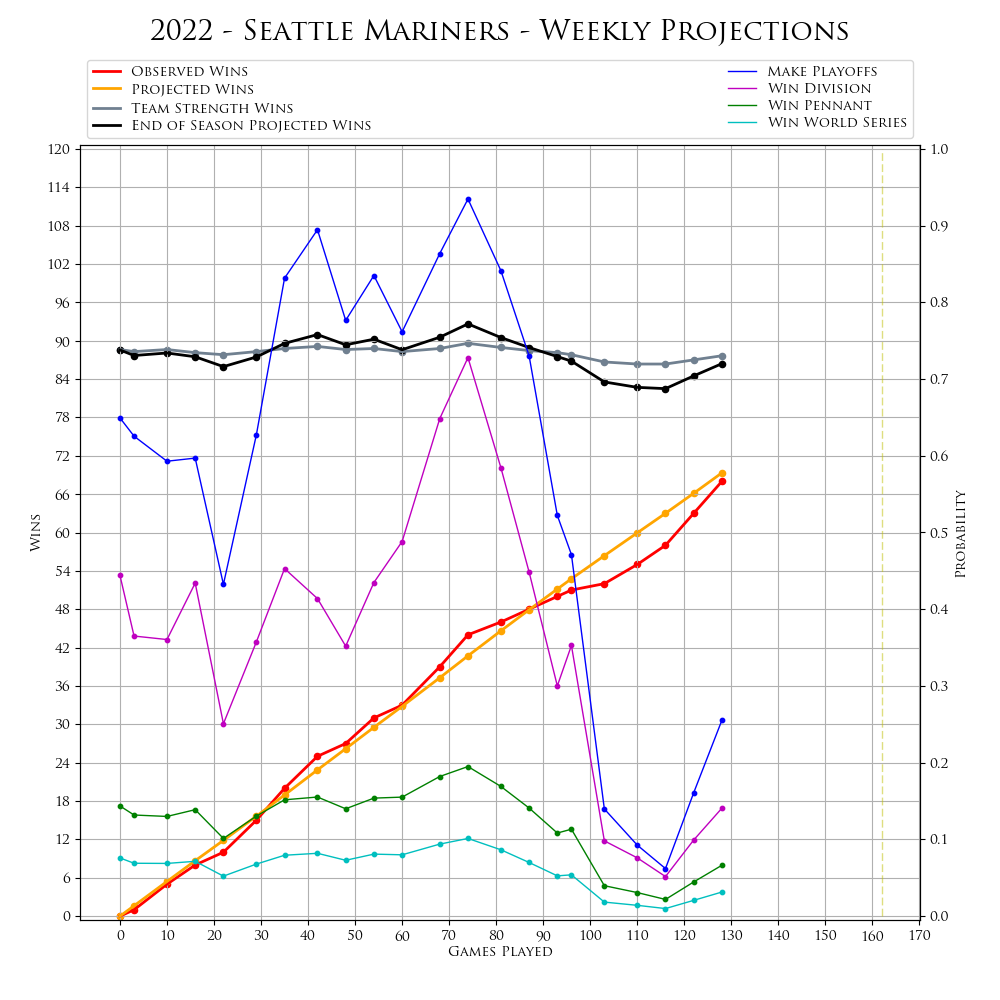 2022 - Seattle Mariners - Weekly Projections
Observed Wins
Projected Wins
Team Strength Wins
End of Season Projected Wins
Make Playoffs
Win Division
Win Pennant
Win World Series
120
114
108
102
96
90
84
78
72
66
60
54
48
42
36
30
24
18
12
6
0
Wins
1.0
0.9
0.8
0.7
0.6
0.5
0.4
0.3
0.2
0.1
0.0
Probability
0 10 20 30 40 50 60 70 80 90 100 110 120 130 140 150 160 170
Games Played